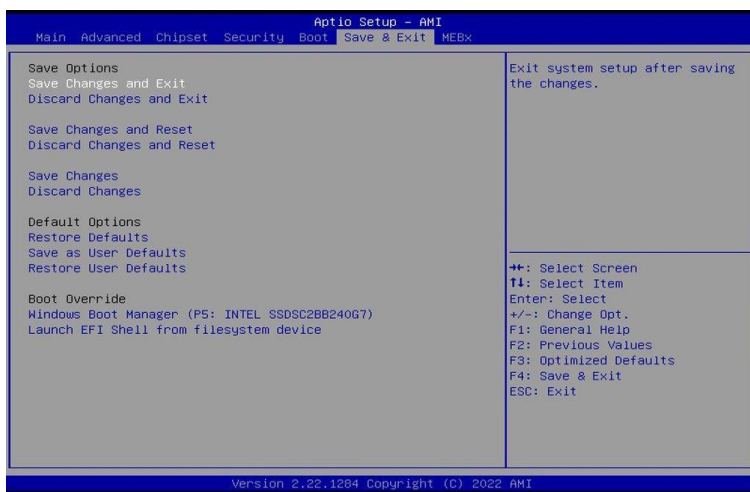 Aptio Setup – AMI
Main Advanced Chipset Security Boot Save & Exit MEBx
Save Options
Save Changes and Exit
Discard Changes and Exit
Save Changes and Reset
Discard Changes and Reset
Save Changes
Discard Changes
Default Options
Restore Defaults
Save as User Defaults
Restore User Defaults
Boot Override
Windows Boot Manager (P5: INTEL SSDSC2BB240G7)
Launch EFI Shell from filesystem device
Exit system setup after saving
the changes.
→←: Select Screen
↑↓: Select Item
Enter: Select
+/-: Change Opt.
F1: General Help
F2: Previous Values
F3: Optimized Defaults
F4: Save & Exit
ESC: Exit
Version 2.22.1284 Copyright (C) 2022 AMI